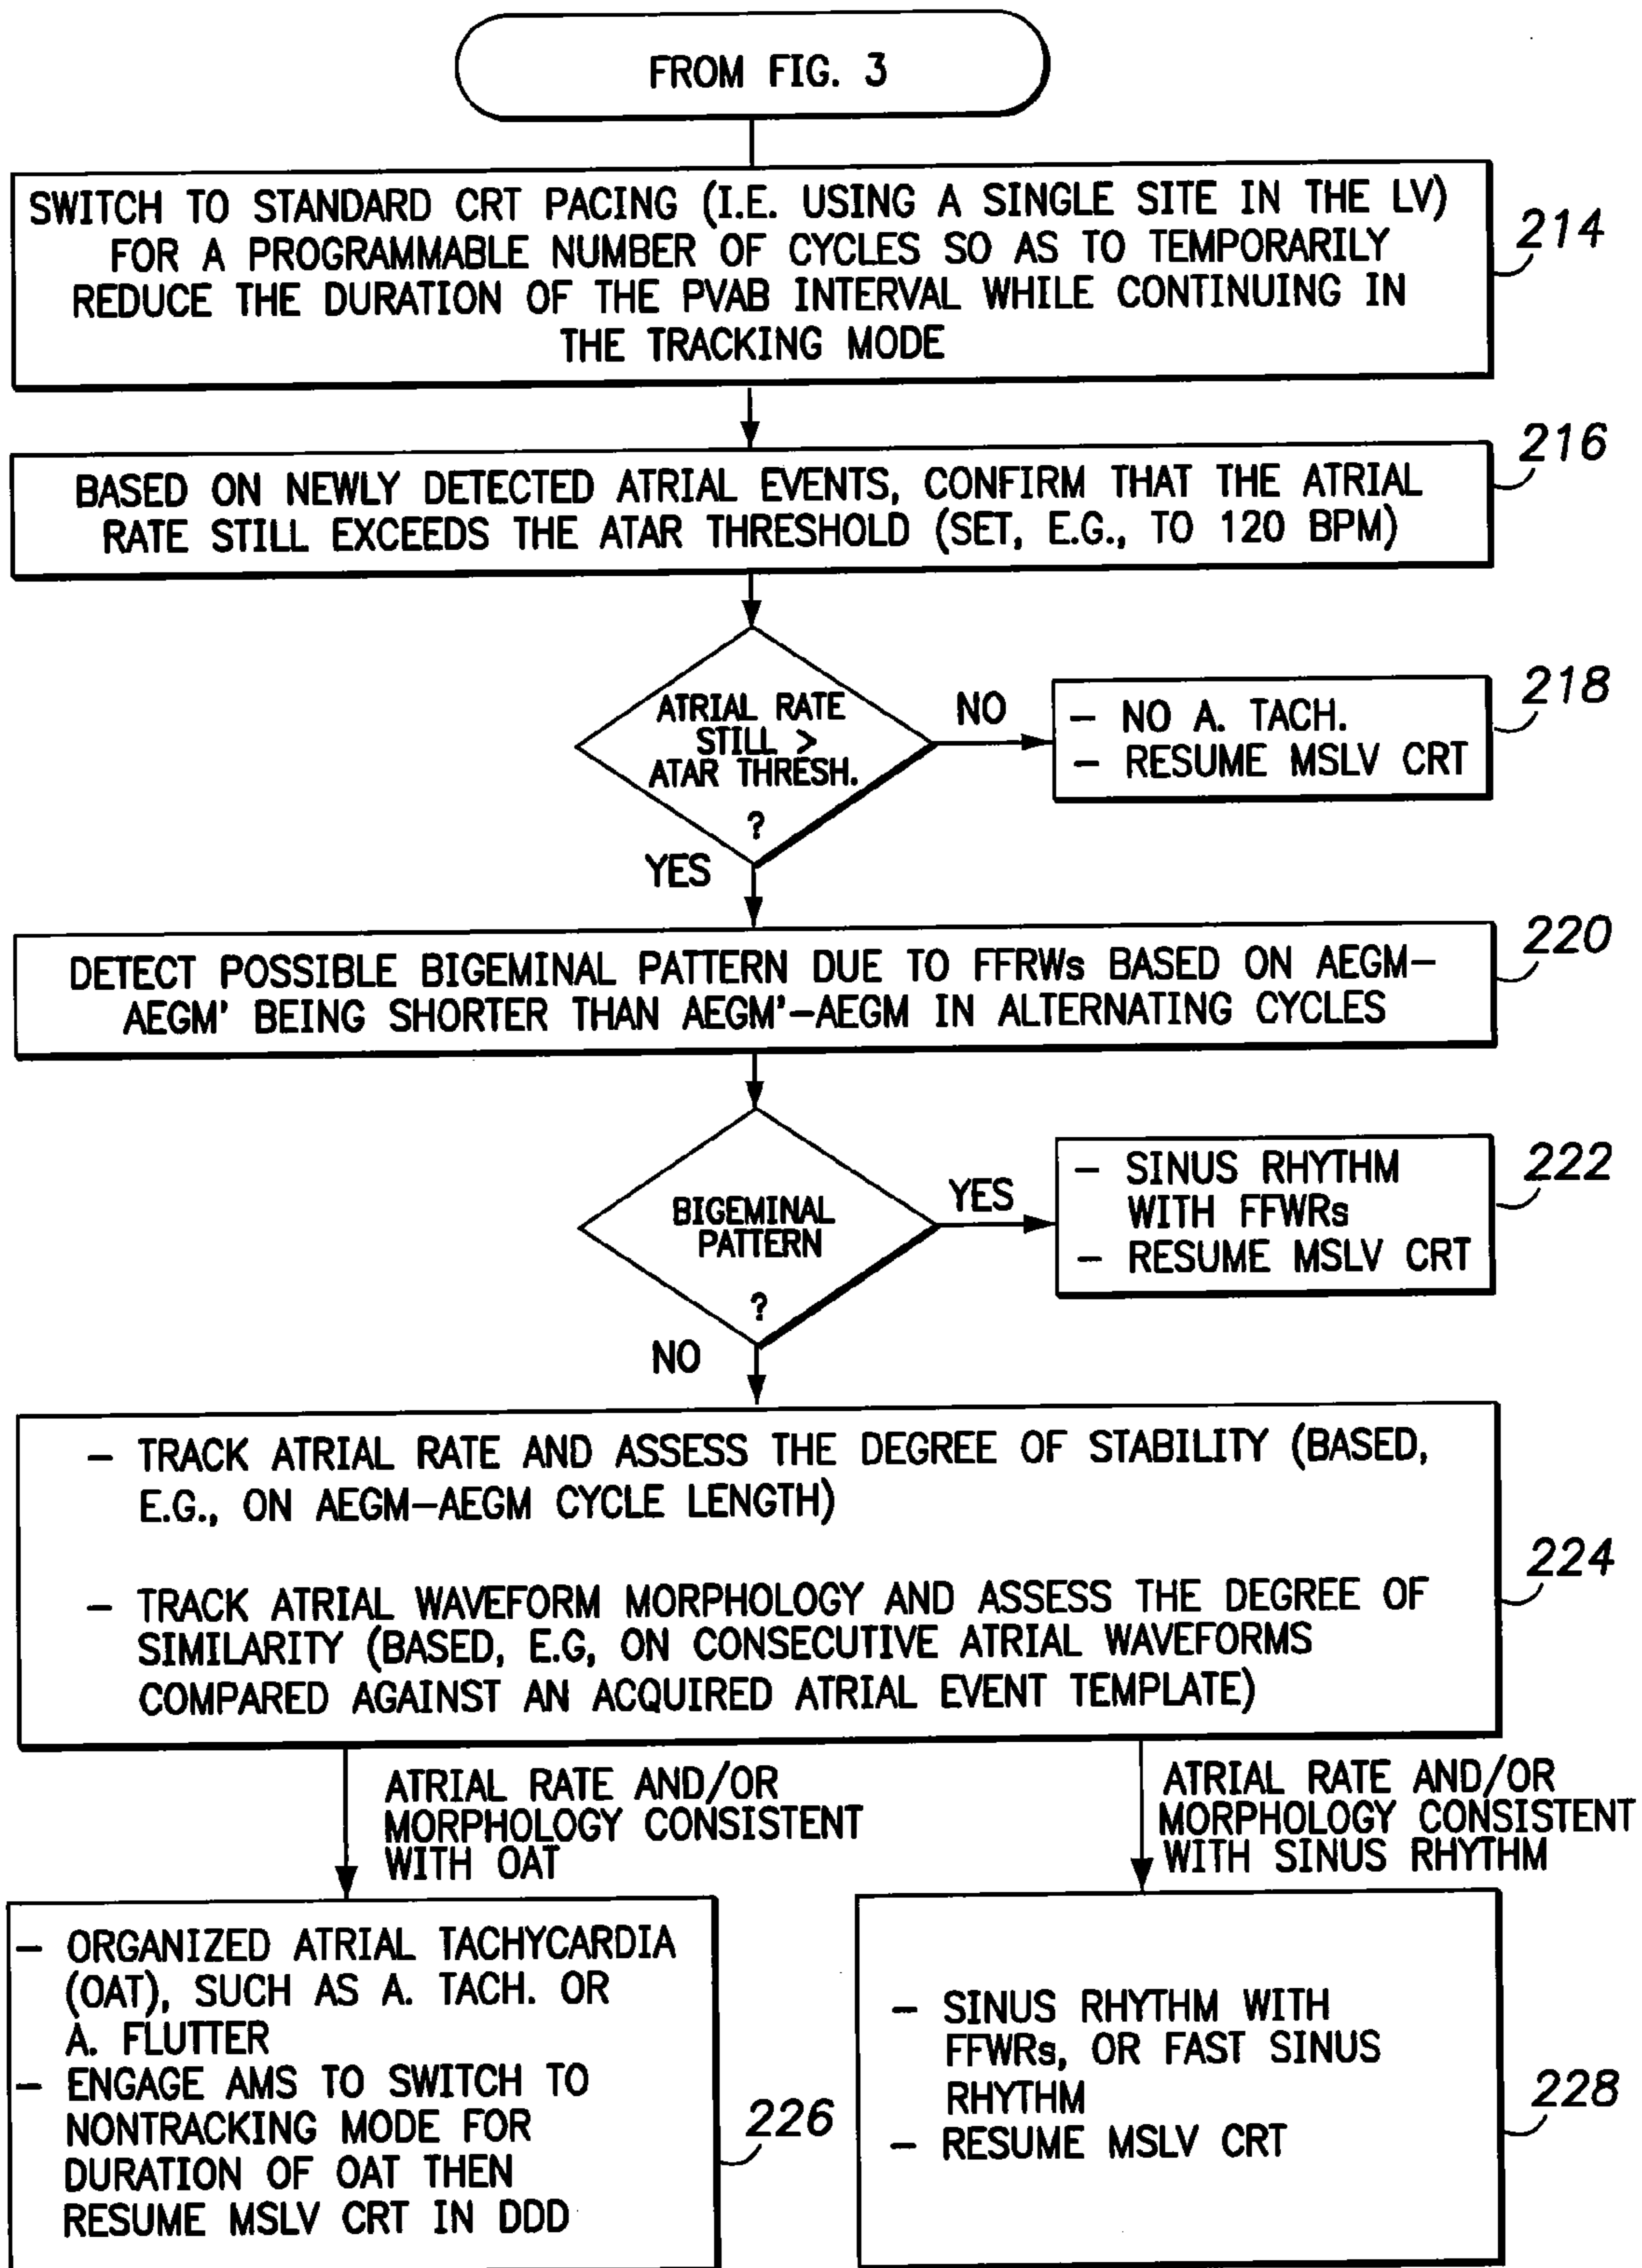 FROM FIG. 3
SWITCH TO STANDARD CRT PACING (I.E. USING A SINGLE SITE IN THE LV)
FOR A PROGRAMMABLE NUMBER OF CYCLES SO AS TO TEMPORARILY
REDUCE THE DURATION OF THE PVAB INTERVAL WHILE CONTINUING IN
THE TRACKING MODE
214
BASED ON NEWLY DETECTED ATRIAL EVENTS, CONFIRM THAT THE ATRIAL
RATE STILL EXCEEDS THE ATAR THRESHOLD (SET, E.G., TO 120 BPM)
216
ATRIAL RATE
STILL >
ATAR THRESH.
?
NO
– NO A. TACH.
– RESUME MSLV CRT
218
YES
DETECT POSSIBLE BIGEMINAL PATTERN DUE TO FFRWs BASED ON AEGM–
AEGM' BEING SHORTER THAN AEGM'–AEGM IN ALTERNATING CYCLES
220
BIGEMINAL
PATTERN
?
YES
– SINUS RHYTHM
WITH FFWRs
– RESUME MSLV CRT
222
NO
– TRACK ATRIAL RATE AND ASSESS THE DEGREE OF STABILITY (BASED,
E.G., ON AEGM–AEGM CYCLE LENGTH)
– TRACK ATRIAL WAVEFORM MORPHOLOGY AND ASSESS THE DEGREE OF
SIMILARITY (BASED, E.G, ON CONSECUTIVE ATRIAL WAVEFORMS
COMPARED AGAINST AN ACQUIRED ATRIAL EVENT TEMPLATE)
224
ATRIAL RATE AND/OR
MORPHOLOGY CONSISTENT
WITH OAT
ATRIAL RATE AND/OR
MORPHOLOGY CONSISTENT
WITH SINUS RHYTHM
– ORGANIZED ATRIAL TACHYCARDIA
(OAT), SUCH AS A. TACH. OR
A. FLUTTER
– ENGAGE AMS TO SWITCH TO
NONTRACKING MODE FOR
DURATION OF OAT THEN
RESUME MSLV CRT IN DDD
226
– SINUS RHYTHM WITH
FFWRs, OR FAST SINUS
RHYTHM
– RESUME MSLV CRT
228